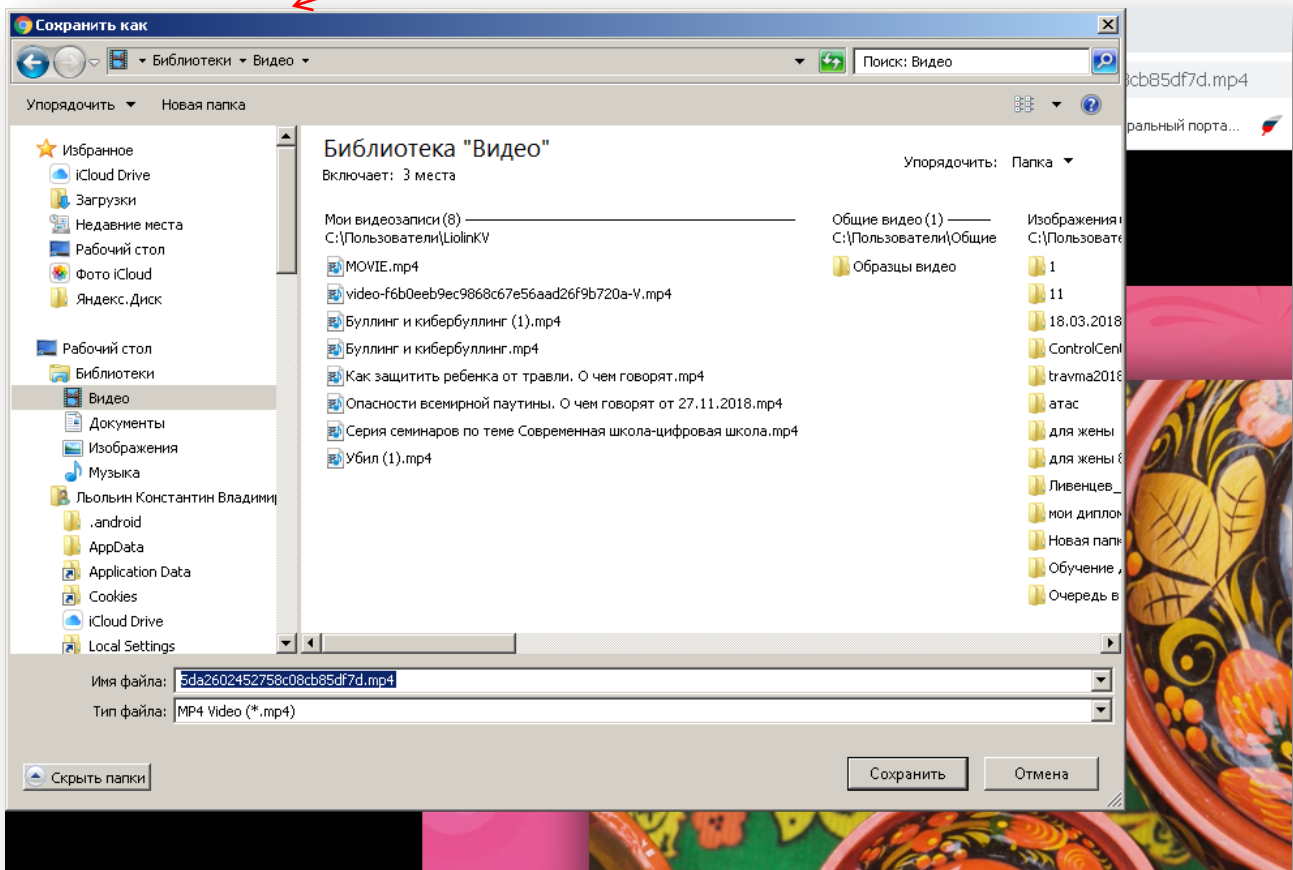 Сохранить как
Библиотеки Видео
Поиск: Видео
8cb85df7d.mp4
Упорядочить Новая папка
ральный порта...
Избранное
iCloud Drive
Загрузки
Недавние места
Рабочий стол
Фото iCloud
Яндекс.Диск
Рабочий стол
Библиотеки
Видео
Документы
Изображения
Музыка
Льольин Константин Владими
.android
AppData
Application Data
Cookies
iCloud Drive
Local Settings
Библиотека "Видео"
Включает: 3 места
Упорядочить: Папка
Мои видеозаписи (8)
C:\Пользователи\LiolinKV
MOVIE.mp4
video-f6b0eeb9ec9868c67e56aad26f9b720a-V.mp4
Буллинг и кибербуллинг (1).mp4
Буллинг и кибербуллинг.mp4
Как защитить ребенка от травли. О чем говорят.mp4
Опасности всемирной паутины. О чем говорят от 27.11.2018.mp4
Серия семинаров по теме Современная школа-цифровая школа.mp4
Убил (1).mp4
Общие видео (1)
C:\Пользователи\Общие
Образцы видео
Изображения
C:\Пользовате
1
11
18.03.2018
ControlCen
travma2018
атас
для жены
для жены 8
Ливенцев_
мои диплом
Новая пап
Обучение
Очередь в
Имя файла: 5da2602452758c08cb85df7d.mp4
Тип файла: MP4 Video (*.mp4)
Скрыть папки
Сохранить
Отмена